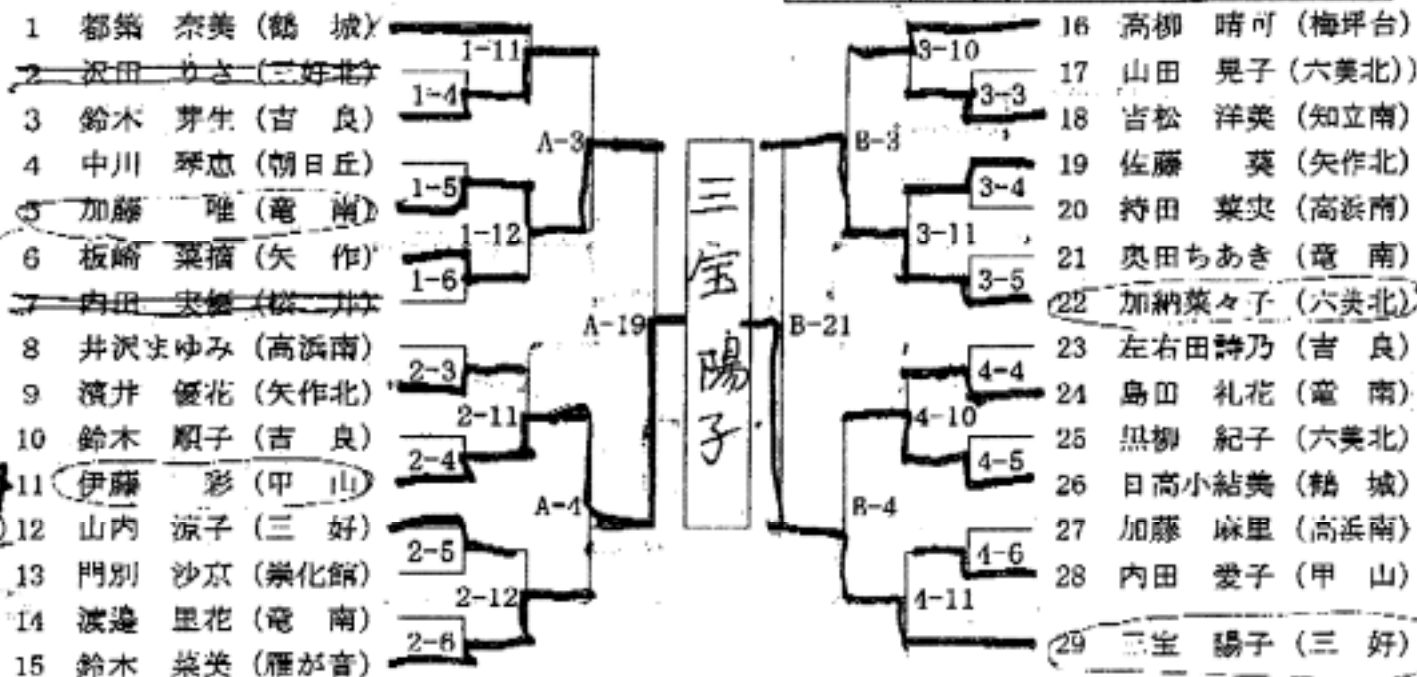 1 都築 奈美 (鶴 城)
2 沢田 りさ (三好北)
3 鈴木 芽生 (吉 良)
4 中川 琴恵 (朝日丘)
5 加藤 唯 (竜 南)
6 板崎 菜摘 (矢 作)
7 内田 実優 (桜 井)
8 井沢まゆみ (高浜南)
9 濱井 優花 (矢作北)
10 鈴木 順子 (吉 良)
11 伊藤 彩 (甲 山)
12 山内 涼子 (三 好)
13 門別 沙京 (崇化館)
14 渡邉 里花 (竜 南)
15 鈴木 菜美 (雁が音)
1-4
1-5
1-6
2-3
2-4
2-5
2-6
1-11
1-12
2-11
2-12
A-3
A-4
A-19
三宝陽子
B-21
B-3
B-4
3-10
3-11
4-10
4-11
3-3
3-4
3-5
4-4
4-5
4-6
16 高柳 晴可 (梅坪台)
17 山田 晃子 (六美北))
18 吉松 洋美 (知立南)
19 佐藤 葵 (矢作北)
20 持田 菜実 (高浜南)
21 奥田ちあき (竜 南)
22 加納菜々子 (六美北)
23 左右田詩乃 (吉 良)
24 島田 礼花 (竜 南)
25 黒柳 紀子 (六美北)
26 日高小結美 (鶴 城)
27 加藤 麻里 (高浜南)
28 内田 愛子 (甲 山)
29 三宝 陽子 (三 好)